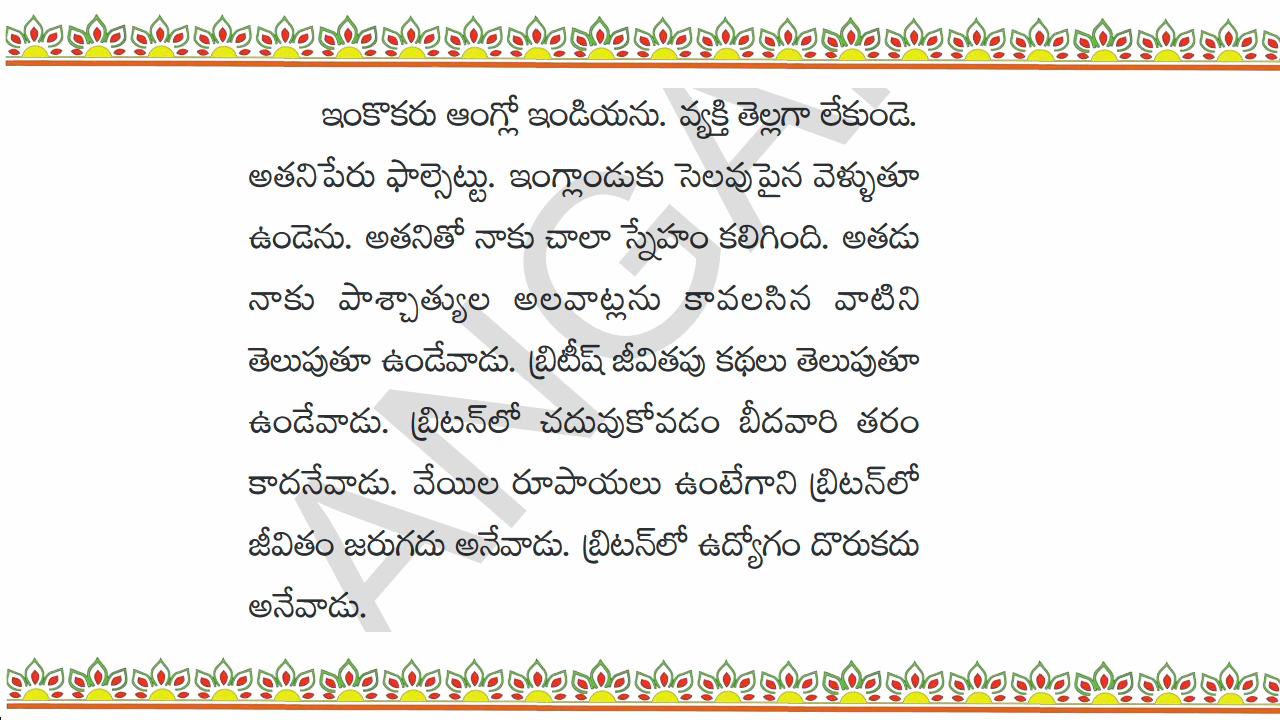 ఇంకొకరు ఆంగ్లో ఇండియను. వ్యక్తి తెల్లగా లేకుండె.
అతనిపేరు ఫాల్సెట్టు. ఇంగ్లాండుకు సెలవుపైన వెళ్ళుతూ
ఉండెను. అతనితో నాకు చాలా స్నేహం కలిగింది. అతడు
నాకు పాశ్చాత్యుల అలవాట్లను కావలసిన వాటిని
తెలుపుతూ ఉండేవాడు. బ్రిటీష్ జీవితపు కథలు తెలుపుతూ
ఉండేవాడు. బ్రిటన్‌లో చదువుకోవడం బీదవారి తరం
కాదనేవాడు. వేయిల రూపాయలు ఉంటేగాని బ్రిటన్‌లో
జీవితం జరుగదు అనేవాడు. బ్రిటన్‌లో ఉద్యోగం దొరుకదు
అనేవాడు.